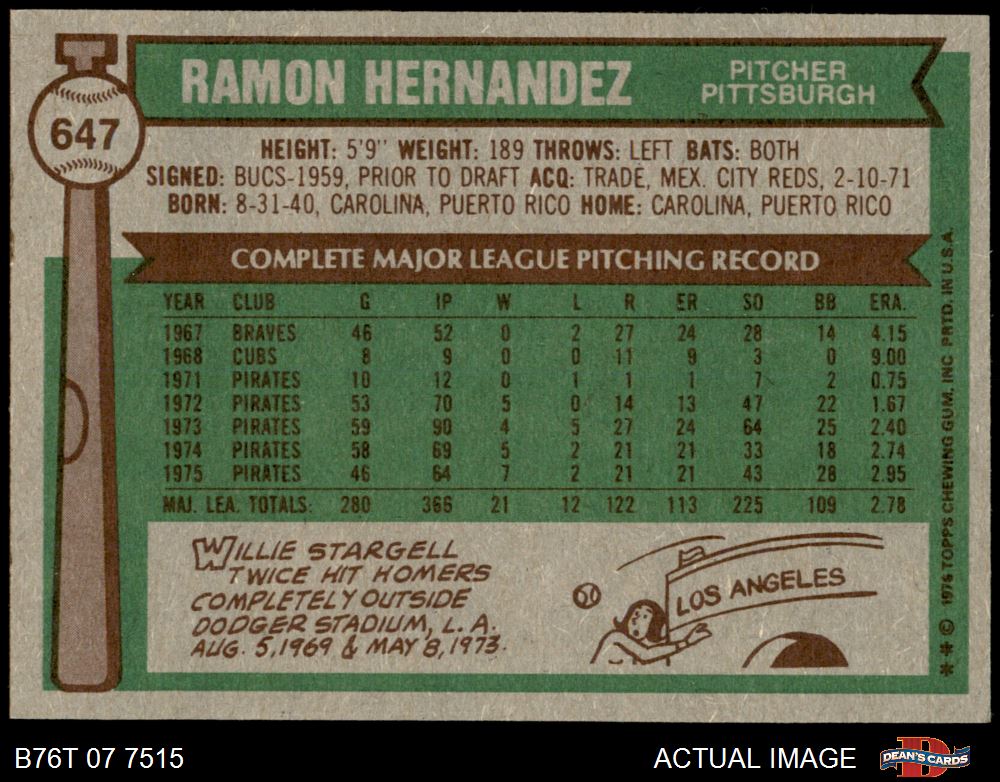 RAMON HERNANDEZ
PITCHER
PITTSBURGH
647
HEIGHT: 5'9" WEIGHT: 189 THROWS: LEFT BATS: BOTH
SIGNED: BUCS-1959, PRIOR TO DRAFT ACQ: TRADE, MEX. CITY REDS, 2-10-71
BORN: 8-31-40, CAROLINA, PUERTO RICO HOME: CAROLINA, PUERTO RICO
COMPLETE MAJOR LEAGUE PITCHING RECORD
YEAR CLUB G IP W L R ER SO BB ERA.
1967 BRAVES 46 52 0 2 27 24 28 14 4.15
1968 CUBS 8 9 0 0 11 9 3 0 9.00
1971 PIRATES 10 12 0 1 1 1 7 2 0.75
1972 PIRATES 53 70 5 0 14 13 47 22 1.67
1973 PIRATES 59 90 4 5 27 24 64 25 2.40
1974 PIRATES 58 69 5 2 21 21 33 18 2.74
1975 PIRATES 46 64 7 2 21 21 43 28 2.95
MAJ. LEA. TOTALS: 280 366 21 12 122 113 225 109 2.78
WILLIE STARGELL
TWICE HIT HOMERS
COMPLETELY OUTSIDE
DODGER STADIUM, L.A.
AUG. 5, 1969 & MAY 8, 1973.
LOS ANGELES
** © 1976 TOPPS CHEWING GUM, INC. PRTD. IN U.S.A.
B76T 07 7515
ACTUAL IMAGE
D
DEAN'S CARDS